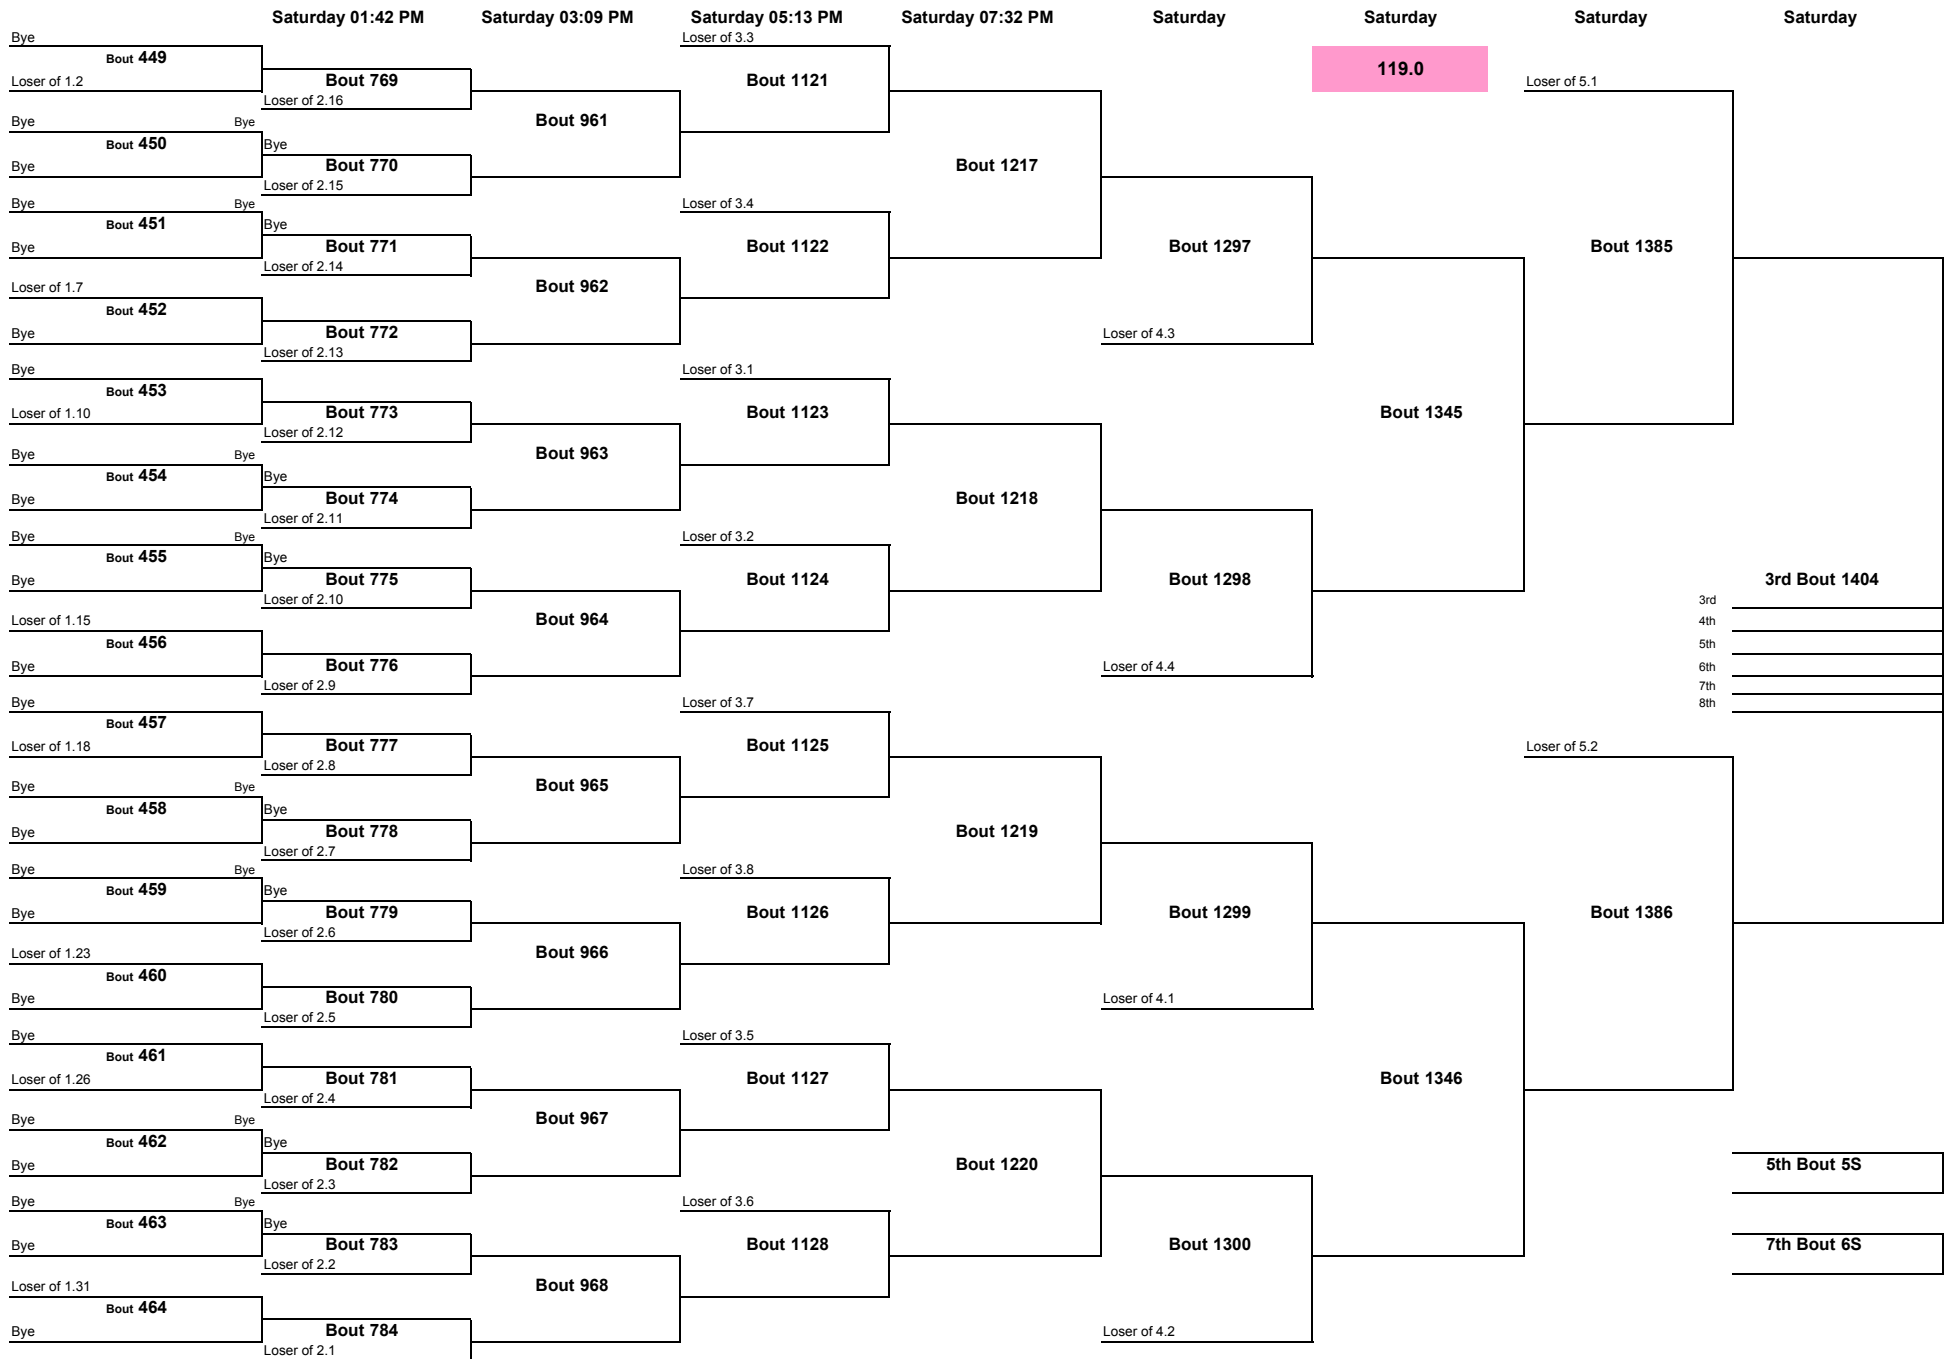 Saturday 01:42 PM Saturday 03:09 PM Saturday 05:13 PM Saturday 07:32 PM Saturday Saturday Saturday Saturday
Bye Loser of 3.3
Bout 449
119.0
Loser of 1.2 Bout 769 Bout 1121 Loser of 5.1
Loser of 2.16
Bye Bye Bout 961
Bout 450 Bye
Bye Bout 770 Bout 1217
Loser of 2.15
Bye Bye Loser of 3.4
Bout 451 Bye
Bye Bout 771 Bout 1122 Bout 1297 Bout 1385
Loser of 2.14
Loser of 1.7 Bout 962
Bout 452
Bye Bout 772 Loser of 4.3
Loser of 2.13
Bye Loser of 3.1
Bout 453
Loser of 1.10 Bout 773 Bout 1123 Bout 1345
Loser of 2.12
Bye Bye Bout 963
Bout 454 Bye
Bye Bout 774 Bout 1218
Loser of 2.11
Bye Bye Loser of 3.2
Bout 455 Bye
Bye Bout 775 Bout 1124 Bout 1298 3rd Bout 1404
Loser of 2.10 3rd
Loser of 1.15 Bout 964 4th
Bout 456 5th
Bye Bout 776 Loser of 4.4 6th
Loser of 2.9 7th
Bye Loser of 3.7 8th
Bout 457
Loser of 1.18 Bout 777 Bout 1125 Loser of 5.2
Loser of 2.8
Bye Bye Bout 965
Bout 458 Bye
Bye Bout 778 Bout 1219
Loser of 2.7
Bye Bye Loser of 3.8
Bout 459 Bye
Bye Bout 779 Bout 1126 Bout 1299 Bout 1386
Loser of 2.6
Loser of 1.23 Bout 966
Bout 460
Bye Bout 780 Loser of 4.1
Loser of 2.5
Bye Loser of 3.5
Bout 461
Loser of 1.26 Bout 781 Bout 1127 Bout 1346
Loser of 2.4
Bye Bye Bout 967
Bout 462 Bye
Bye Bout 782 Bout 1220 5th Bout 5S
Loser of 2.3
Bye Bye Loser of 3.6
Bout 463 Bye
Bye Bout 783 Bout 1128 Bout 1300 7th Bout 6S
Loser of 2.2
Loser of 1.31 Bout 968
Bout 464
Bye Bout 784 Loser of 4.2
Loser of 2.1